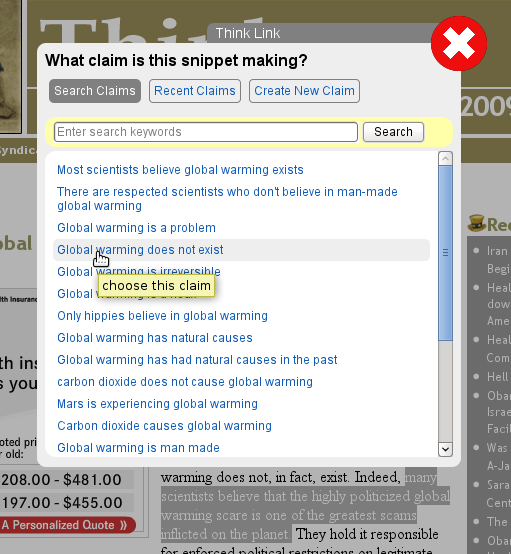 Think
Think Link
What claim is this snippet making?
Search Claims
Recent Claims
Create New Claim
2009
Enter search keywords
Search
Syndica
Most scientists believe global warming exists
There are respected scientists who don't believe in man-made
global warming
Global warming is a problem
Global warming does not exist
Global warming is irreversible
choose this claim
Global warming is a hoax
Only hippies believe in global warming
Global warming has natural causes
Global warming has had natural causes in the past
carbon dioxide does not cause global warming
Mars is experiencing global warming
Carbon dioxide causes global warming
Global warming is man made
obal
lth Insuran
th ins
s you
oted pri
r old:
208.00 - $481.00
197.00 - $455.00
A Personalized Quote »
Rece
Iran
Begi
Heal
dow
Ame
Heal
Com
Hell
Oba
Israe
Facil
Was
A-Ja
Sara
Cent
The
Oba
warming does not, in fact, exist. Indeed, many
scientists believe that the highly politicized global
warming scare is one of the greatest scams
inflicted on the planet. They hold it responsible
for enforced political restrictions on legitimate